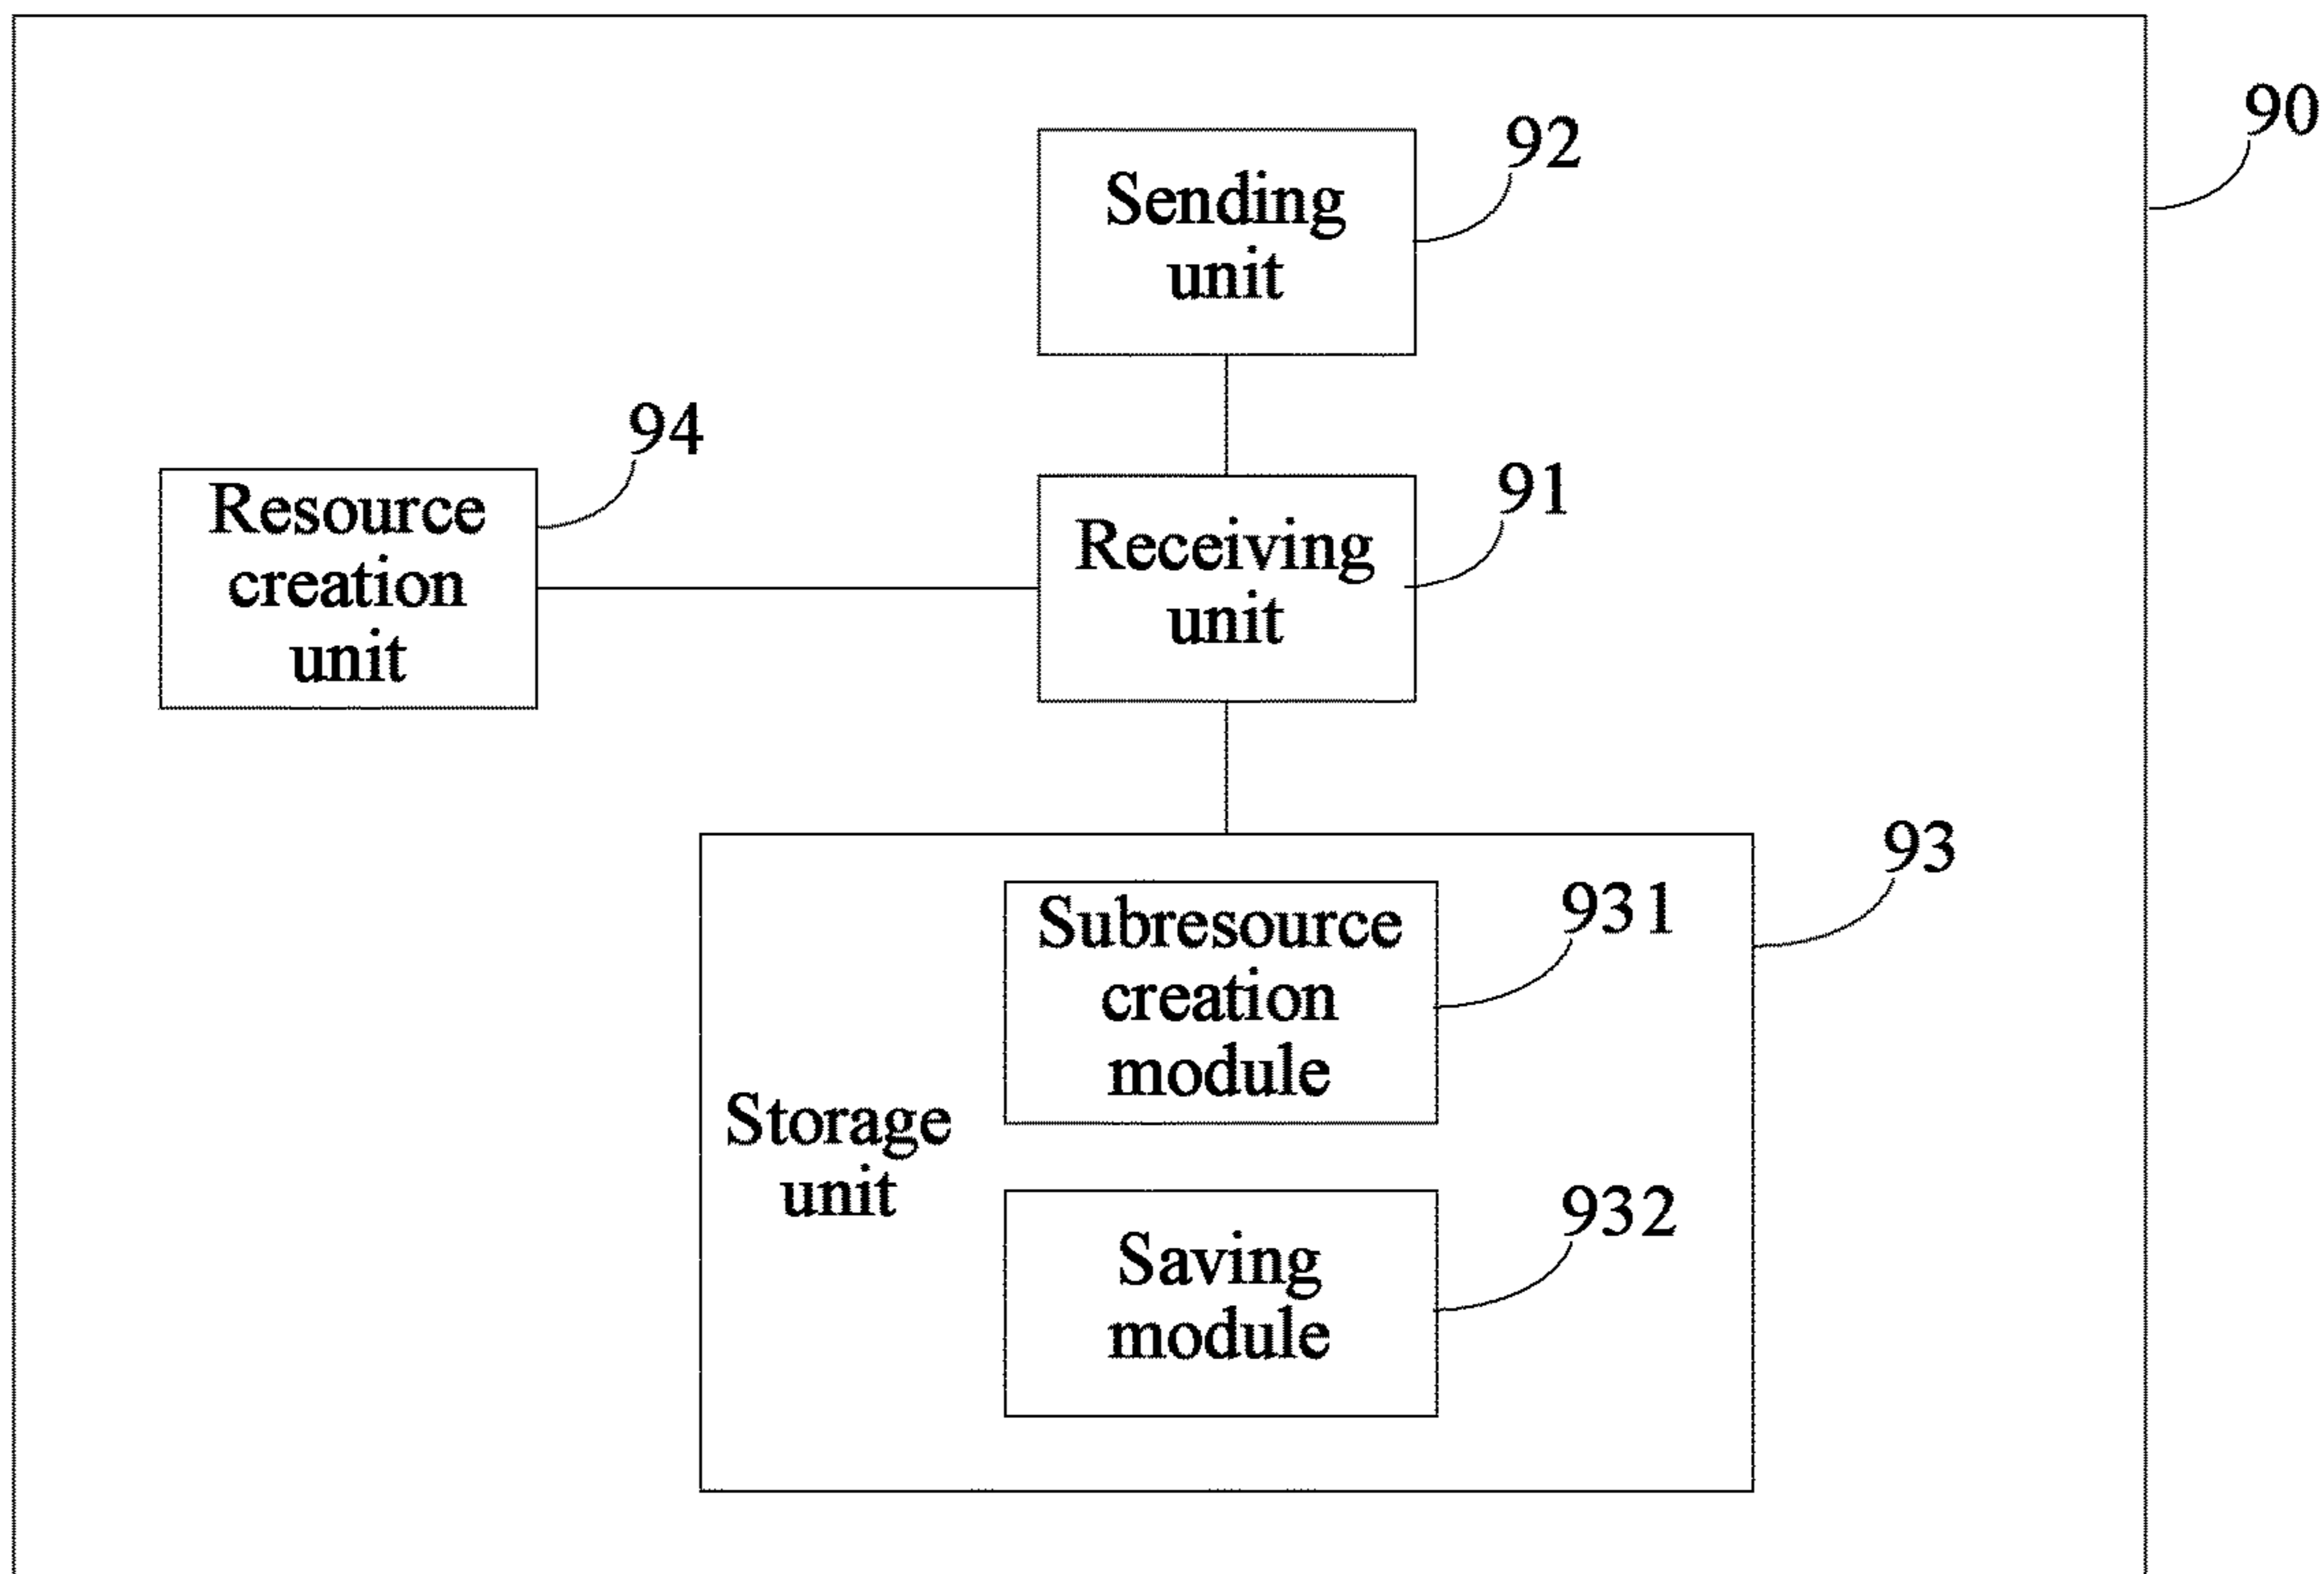 90
92
Sending
unit
94
Resource
creation
unit
91
Receiving
unit
93
931
Subresource
creation
module
Storage
unit
932
Saving
module